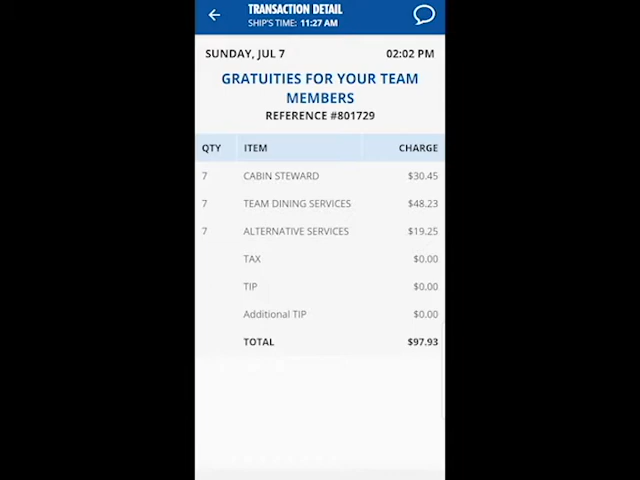 TRANSACTION DETAIL
SHIP'S TIME: 11:27 AM
SUNDAY, JUL 7 02:02 PM
GRATUITIES FOR YOUR TEAM
MEMBERS
REFERENCE #801729
QTY ITEM CHARGE
7 CABIN STEWARD $30.45
7 TEAM DINING SERVICES $48.23
7 ALTERNATIVE SERVICES $19.25
TAX $0.00
TIP $0.00
Additional TIP $0.00
TOTAL $97.93